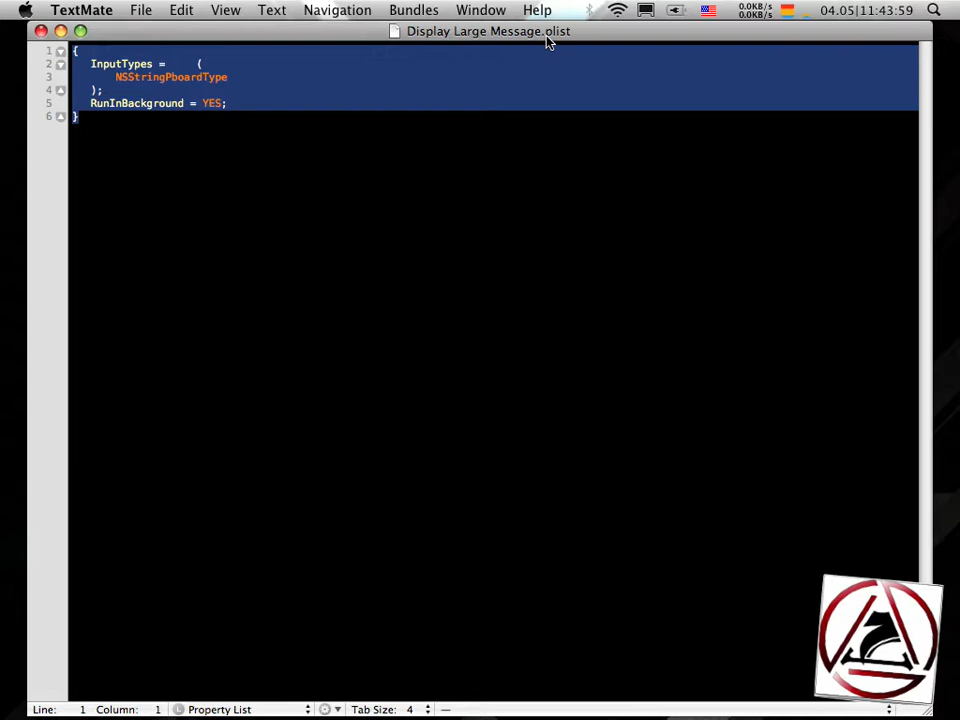 TextMate File Edit View Text Navigation Bundles Window Help 0.0KB/s 0.0KB/s 04.05|11:43:59
Display Large Message.plist
1 {
2 InputTypes = (
3 NSStringPboardType
4 );
5 RunInBackground = YES;
6 }
Line: 1 Column: 1 L Property List Tab Size: 4 —